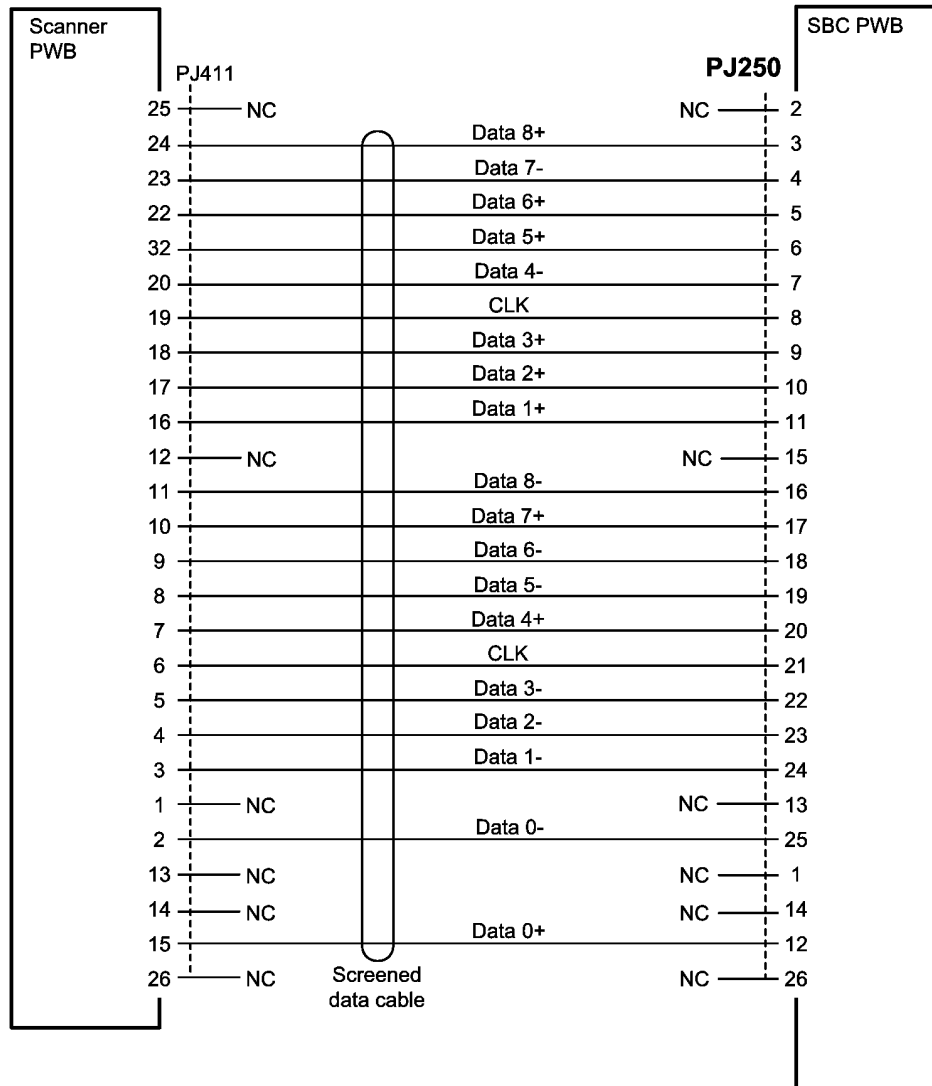 Scanner
PWB
SBC PWB
PJ411
PJ250
25 NC NC 2
24 Data 8+ 3
23 Data 7- 4
22 Data 6+ 5
32 Data 5+ 6
20 Data 4- 7
19 CLK 8
18 Data 3+ 9
17 Data 2+ 10
16 Data 1+ 11
12 NC NC 15
11 Data 8- 16
10 Data 7+ 17
9 Data 6- 18
8 Data 5- 19
7 Data 4+ 20
6 CLK 21
5 Data 3- 22
4 Data 2- 23
3 Data 1- 24
1 NC NC 13
2 Data 0- 25
13 NC NC 1
14 NC NC 14
15 Data 0+ 12
26 NC NC 26
Screened
data cable